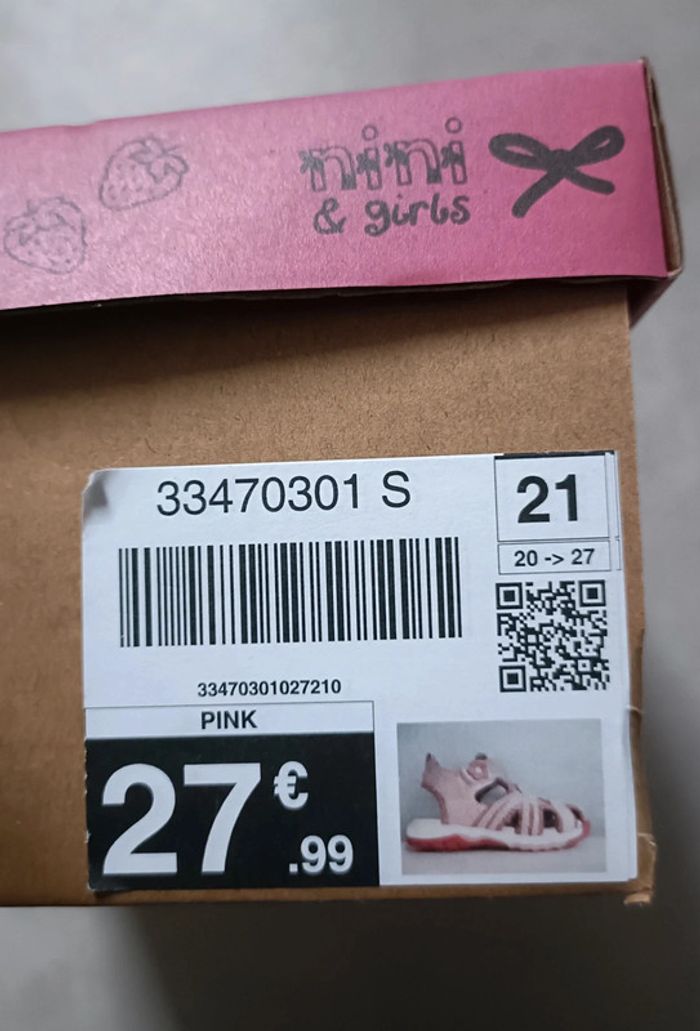 nini
& girls
33470301 S
21
20 -> 27
33470301027210
PINK
27€.99